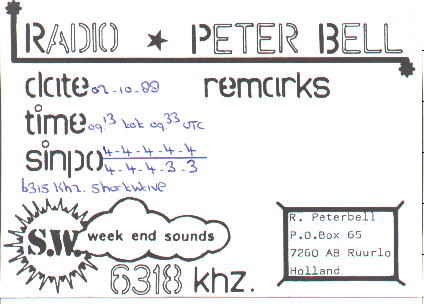 RADIO ★ PETER BELL
date 02-10-88 remarks
time 09.13 tot 09.33 UTC
sinpo 4-4-4-4-4
4-4-4-3-3
6315 Khz. shortwave
S.W. week end sounds
6318 khz.
R. Peterbell
P.O.Box 65
7260 AB Ruurlo
Holland